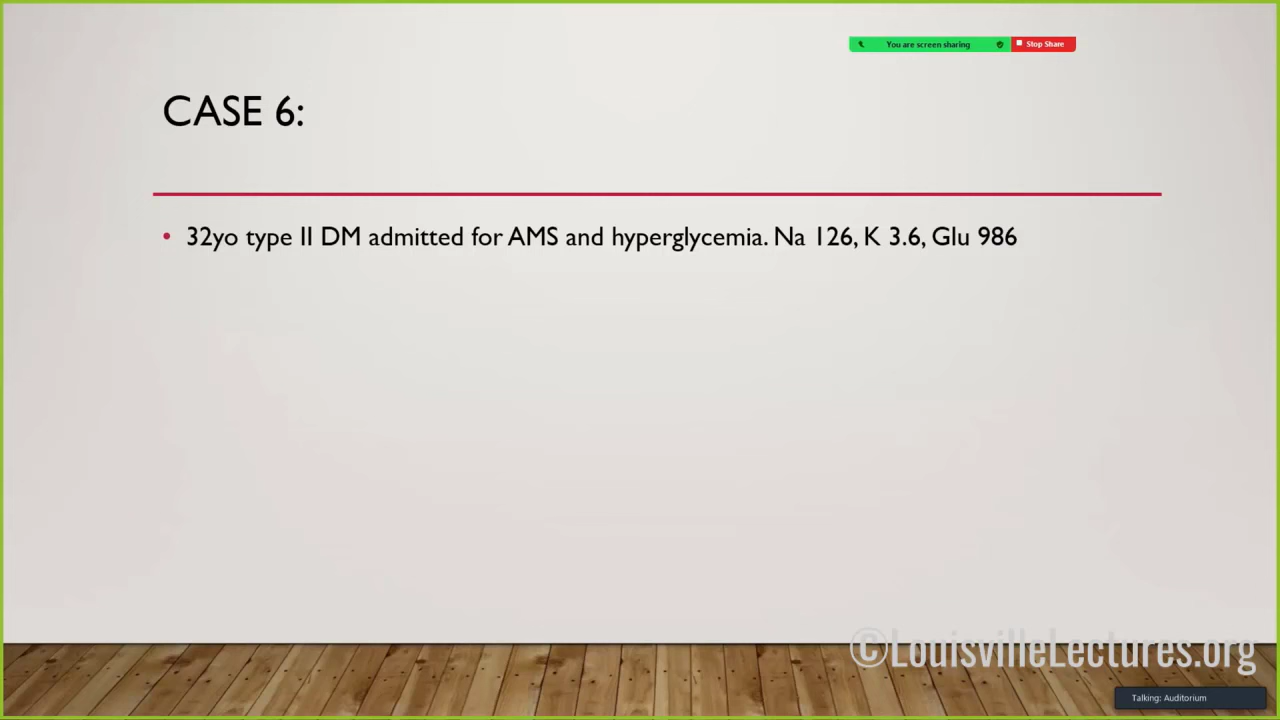 You are screen sharing
Stop Share
CASE 6:
• 32yo type II DM admitted for AMS and hyperglycemia. Na 126, K 3.6, Glu 986
©LouisvilleLectures.org
Talking: Auditorium